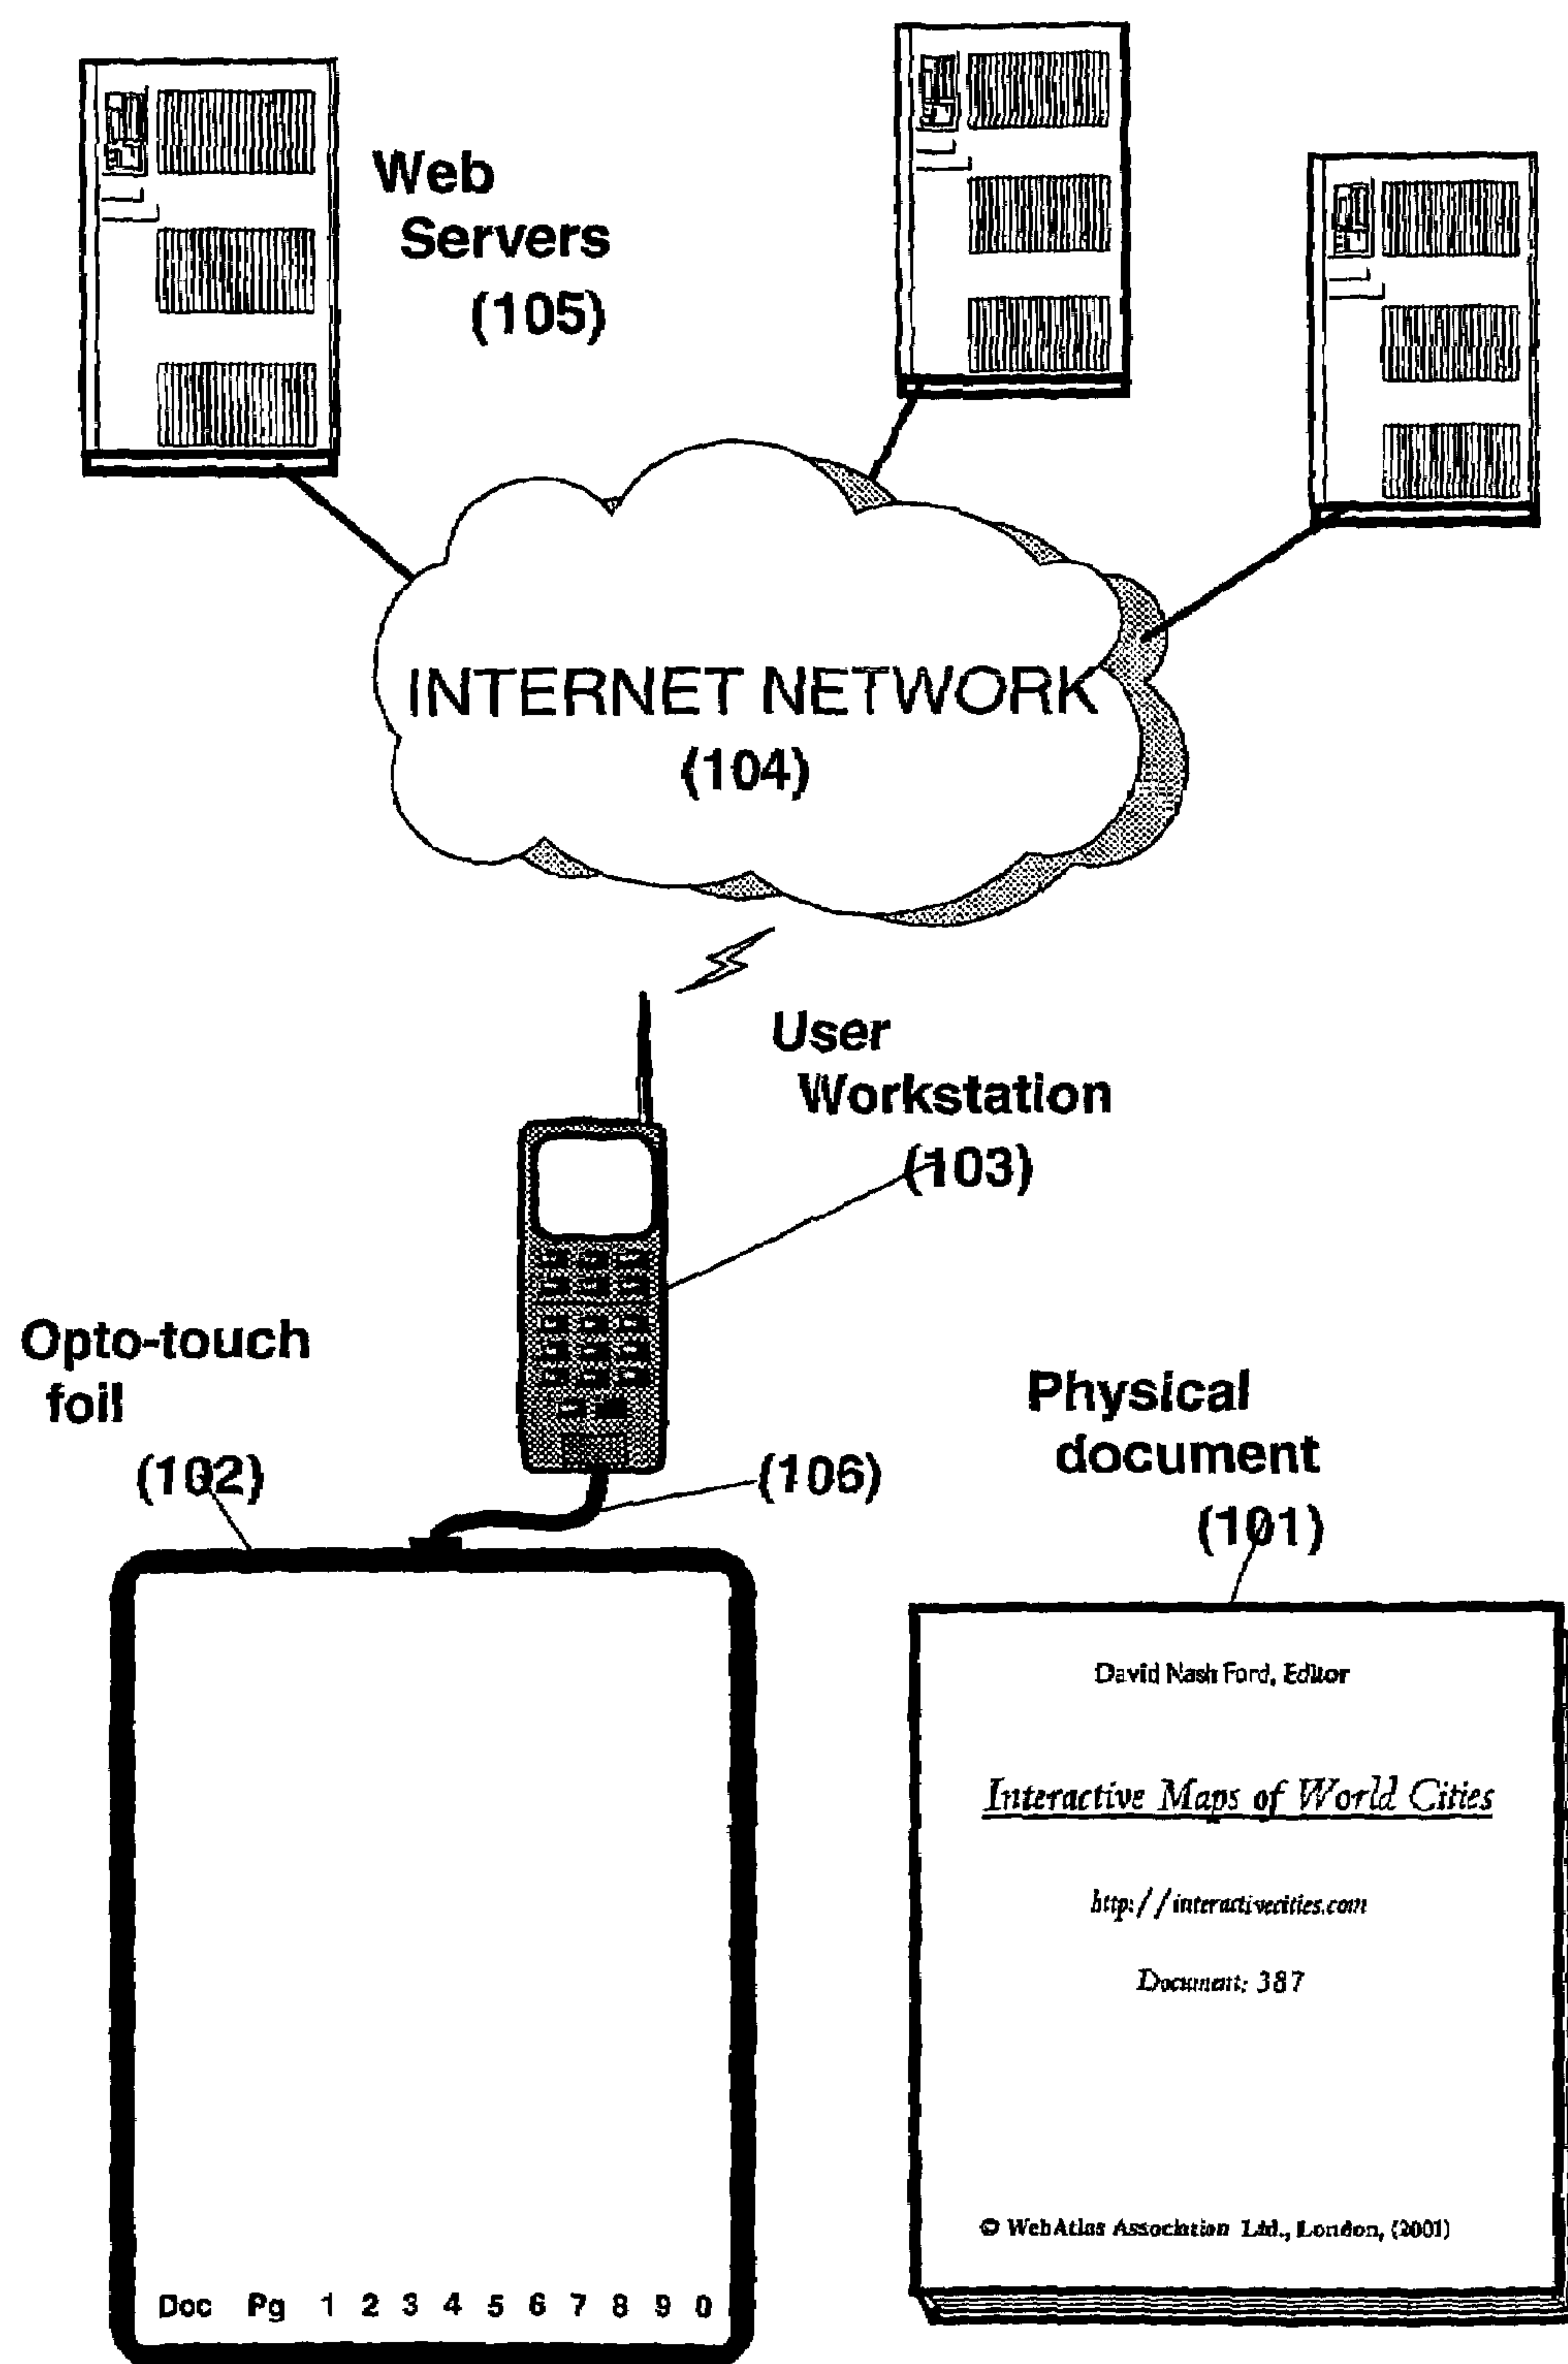 Web
Servers
(105)
INTERNET NETWORK
(104)
User
Workstation
(103)
Opto-touch
foil
(102)
(106)
Physical
document
(101)
David Nash Ford, Editor
Interactive Maps of World Cities
http://interactivecities.com
Document: 387
© WebAtlas Association Ltd., London, (2001)
Doc Pg 1 2 3 4 5 6 7 8 9 0